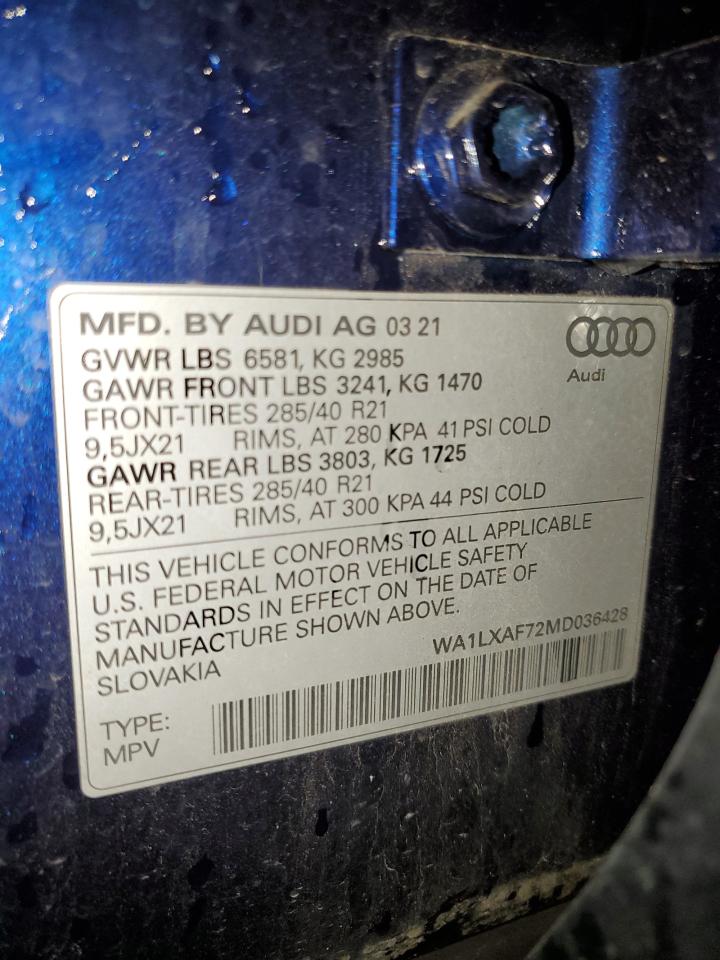 MFD. BY AUDI AG 03 21
Audi
GVWR LBS 6581, KG 2985
GAWR FRONT LBS 3241, KG 1470
FRONT-TIRES 285/40 R21
9,5JX21 RIMS, AT 280 KPA 41 PSI COLD
GAWR REAR LBS 3803, KG 1725
REAR-TIRES 285/40 R21
9,5JX21 RIMS, AT 300 KPA 44 PSI COLD
THIS VEHICLE CONFORMS TO ALL APPLICABLE
U.S. FEDERAL MOTOR VEHICLE SAFETY
STANDARDS IN EFFECT ON THE DATE OF
MANUFACTURE SHOWN ABOVE.
SLOVAKIA WA1LXAF72MD036428
TYPE:
MPV